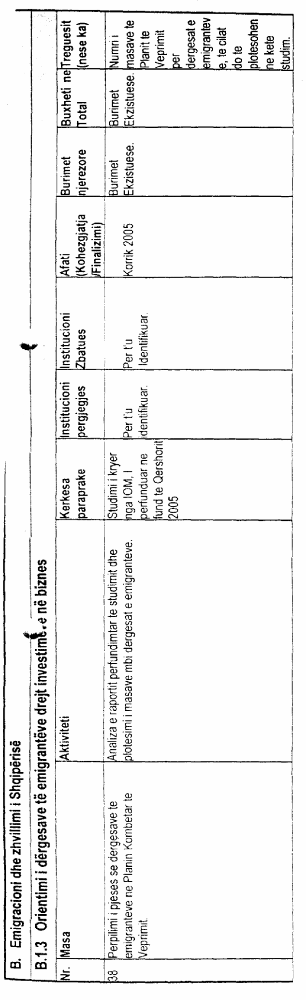 B. Emigracioni dhe zhvillimi i Shqipërisë
B.1.3 Orientimi i dërgesave të emigrantëve drejt investimeve në biznes
Nr.
Masa
Aktiviteti
Kerkesa
paraprake
Institucioni
pergjegjes
Institucioni
Zbatues
Afati
(Kohezgjatja
/Finalizimi)
Burimet
njerezore
Buxheti ne
Total
Treguesit
(nese ka)
38
Perpilimi i pjeses se dergesave te
emigranteve ne Planin Kombetar te
Veprimit.
Analiza e raportit perfundimtar te studimit dhe
plotesimi i masave mbi dergesat e emigranteve.
Studimi i kryer
nga IOM, I
perfunduar ne
fund te Qershorit
2005
Per t'u
identifikuar.
Per t'u
Identifikuar.
Korrik 2005
Burimet
Ekzistuese.
Burimet
Ekzistuese.
Numri i
masave te
Planit te
Veprimit
per
dergesat e
emigrantev
e, te cilat
do te
plotesohen
ne kete
studim.